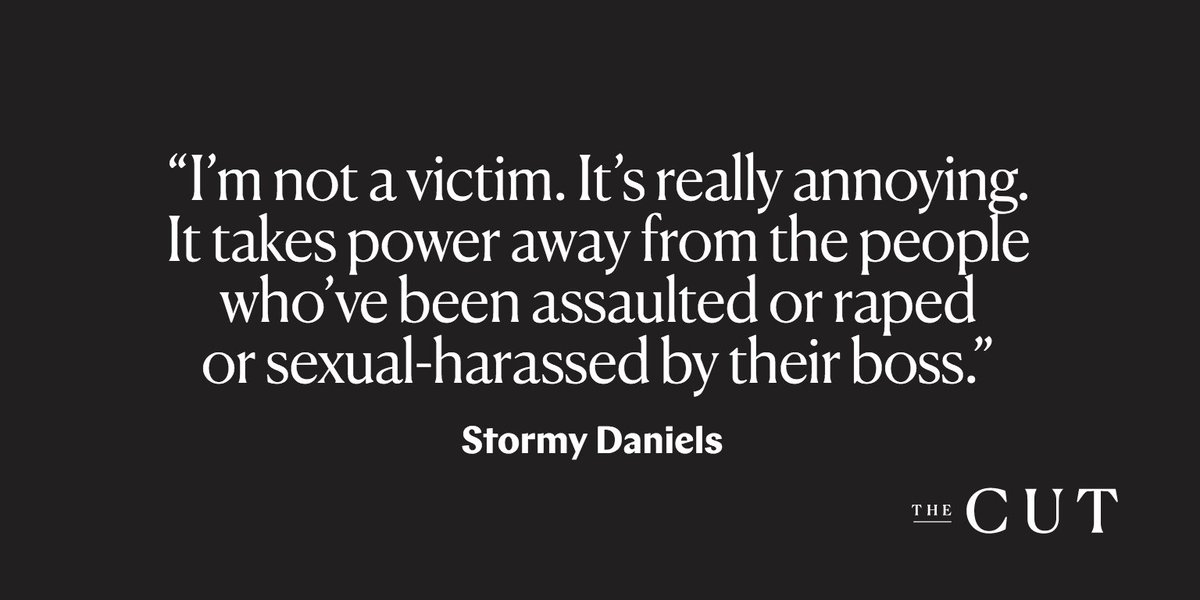 “I’m not a victim. It’s really annoying.
It takes power away from the people
who’ve been assaulted or raped
or sexual-harassed by their boss.”
Stormy Daniels
THE CUT